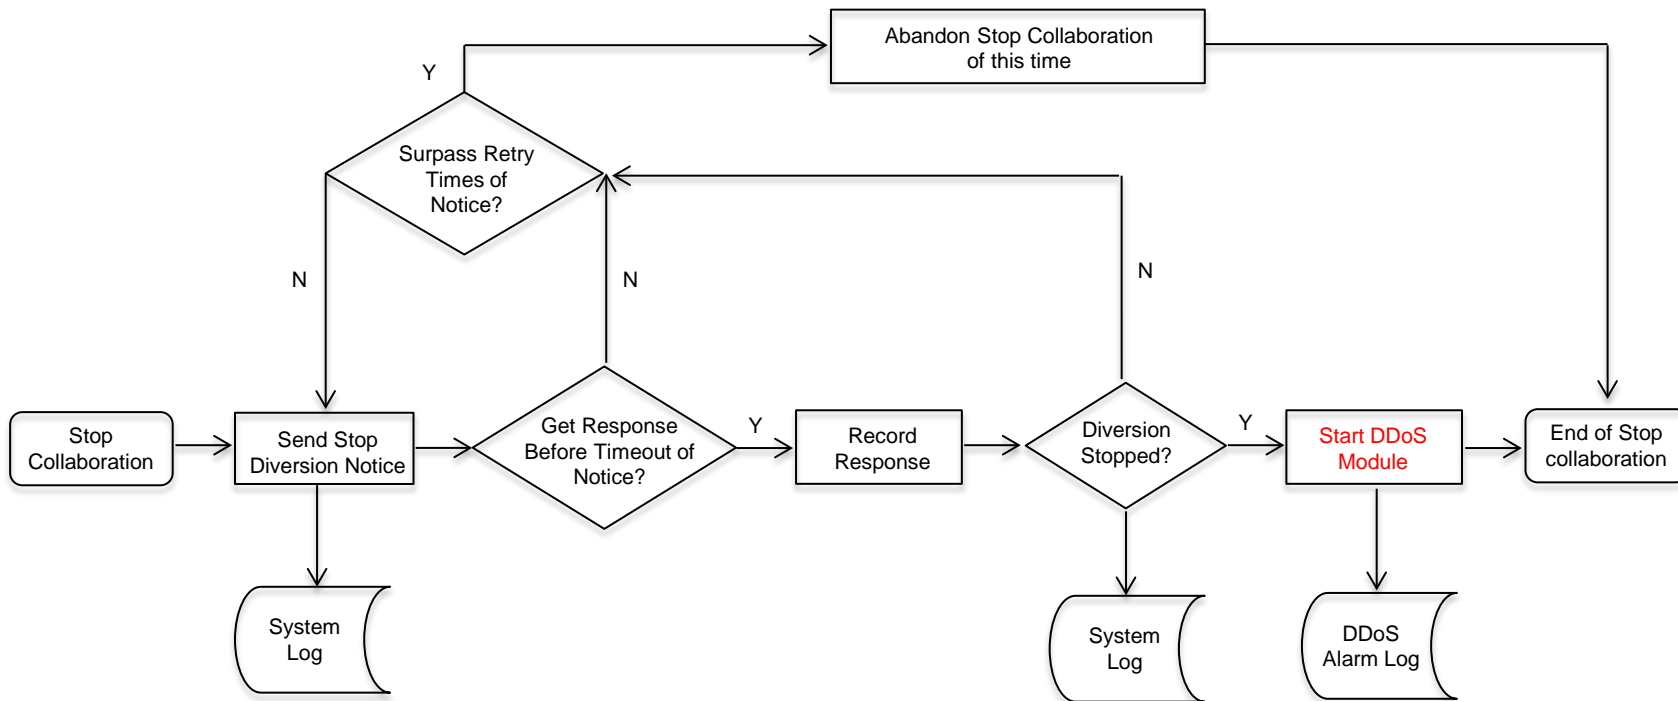 Abandon Stop Collaboration
of this time
Y
Surpass Retry
Times of
Notice?
N
N
N
Stop
Collaboration
Send Stop
Diversion Notice
Get Response
Before Timeout of
Notice?
Y
Record
Response
Diversion
Stopped?
Y
Start DDoS
Module
End of Stop
collaboration
System
Log
System
Log
DDoS
Alarm Log